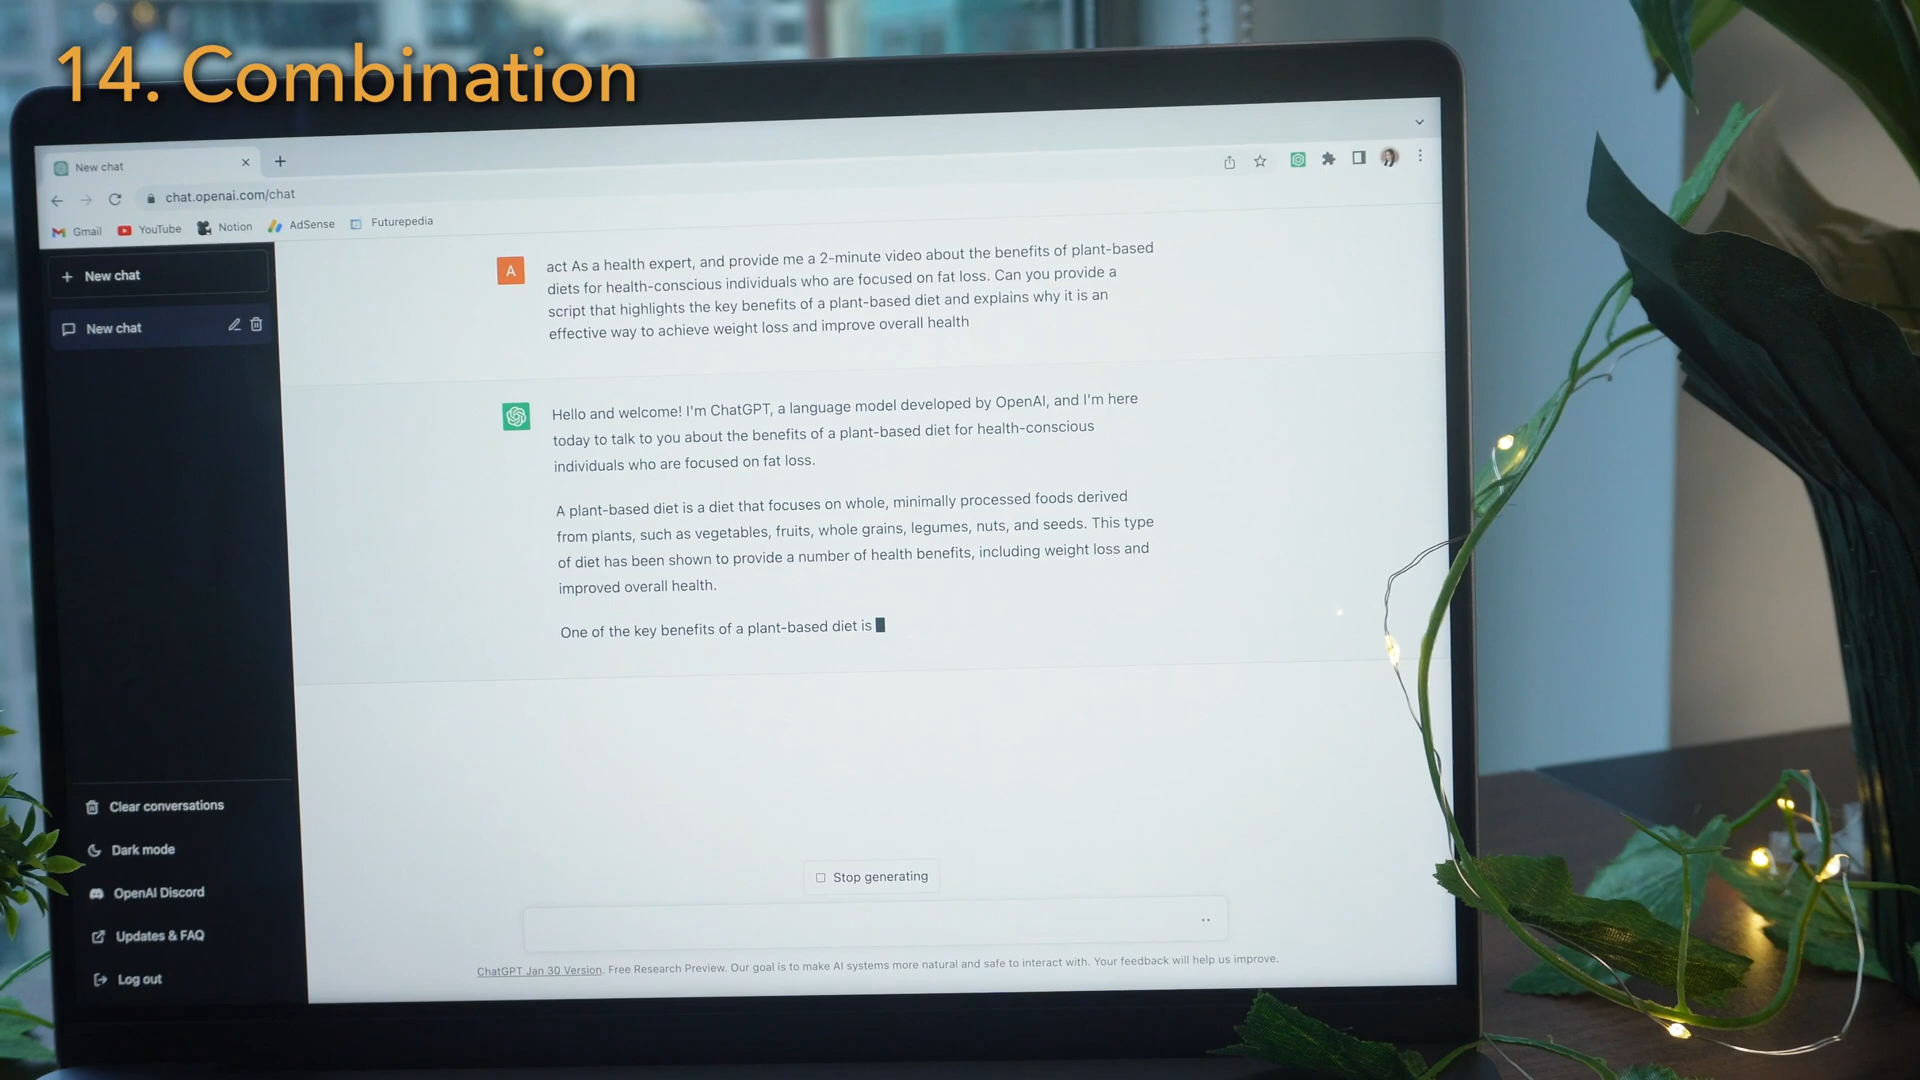 14. Combination
New chat
chat.openai.com/chat
Gmail
YouTube
Notion
AdSense
Futurepedia
New chat
New chat
A
act As a health expert, and provide me a 2-minute video about the benefits of plant-based
diets for health-conscious individuals who are focused on fat loss. Can you provide a
script that highlights the key benefits of a plant-based diet and explains why it is an
effective way to achieve weight loss and improve overall health
Hello and welcome! I'm ChatGPT, a language model developed by OpenAI, and I'm here
today to talk to you about the benefits of a plant-based diet for health-conscious
individuals who are focused on fat loss.
A plant-based diet is a diet that focuses on whole, minimally processed foods derived
from plants, such as vegetables, fruits, whole grains, legumes, nuts, and seeds. This type
of diet has been shown to provide a number of health benefits, including weight loss and
improved overall health.
One of the key benefits of a plant-based diet is
Clear conversations
Dark mode
OpenAI Discord
Updates & FAQ
Log out
Stop generating
ChatGPT Jan 30 Version. Free Research Preview. Our goal is to make AI systems more natural and safe to interact with. Your feedback will help us improve.